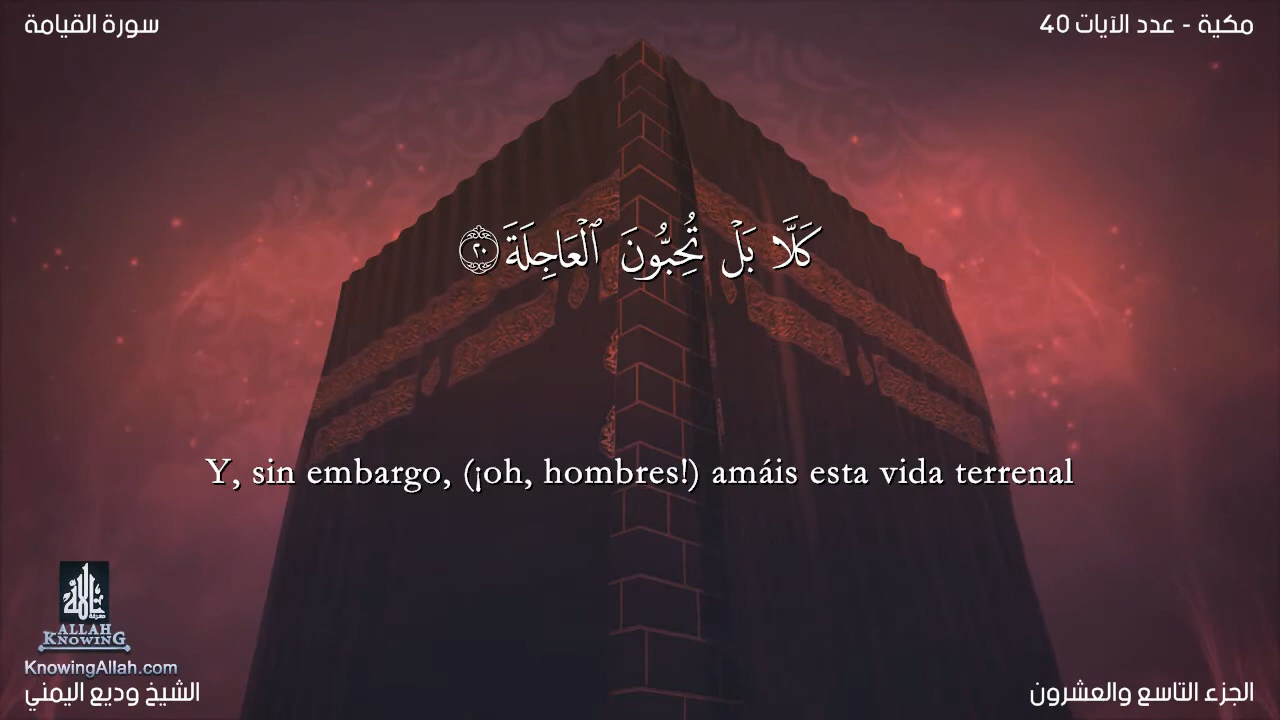 سورة القيامة
مكية - عدد الآيات 40
كَلَّا بَلْ تُحِبُّونَ ٱلْعَاجِلَةَ ٢٠
Y, sin embargo, (¡oh, hombres!) amáis esta vida terrenal
ALLAH
KNOWING
KnowingAllah.com
الشيخ وديع اليمني
الجزء التاسع والعشرون